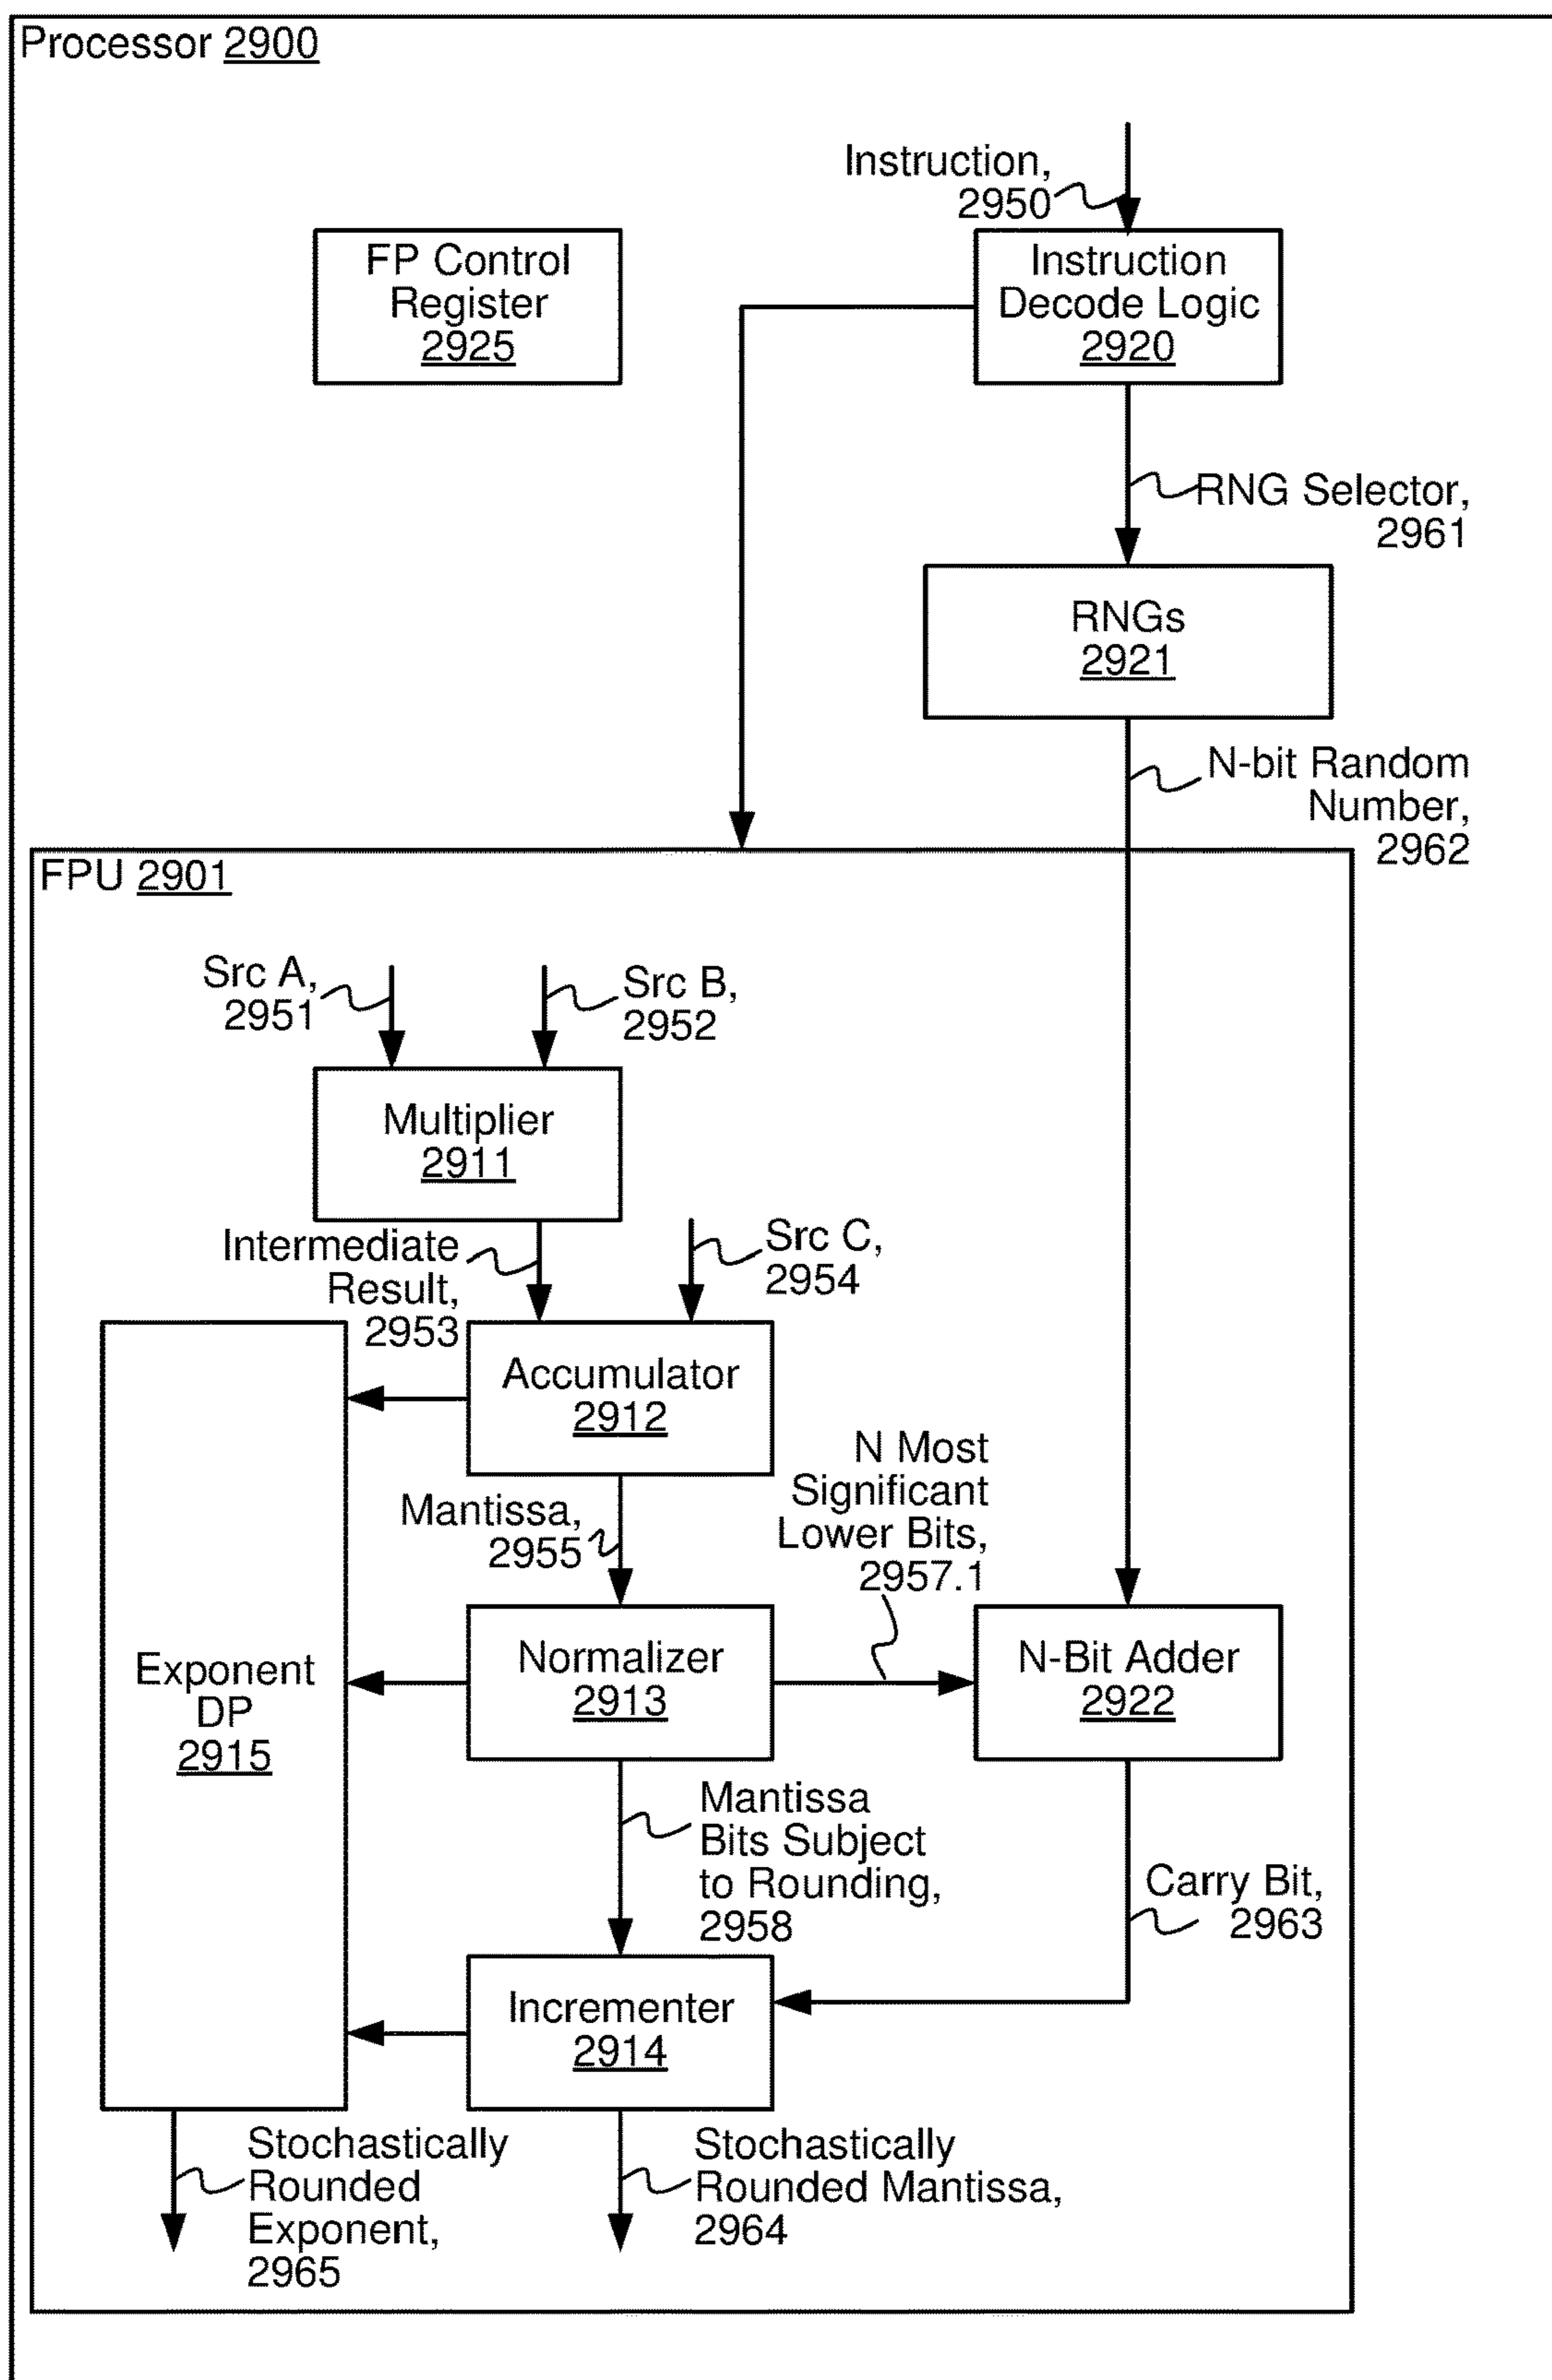 Processor 2900
Instruction,
2950
FP Control
Register
2925
Instruction
Decode Logic
2920
RNG Selector,
2961
RNGs
2921
N-bit Random
Number,
2962
FPU 2901
Src A,
2951
Src B,
2952
Multiplier
2911
Intermediate
Result,
2953
Src C,
2954
Accumulator
2912
N Most
Significant
Lower Bits,
2957.1
Mantissa,
2955
Exponent
DP
2915
Normalizer
2913
N-Bit Adder
2922
Mantissa
Bits Subject
to Rounding,
2958
Carry Bit,
2963
Incrementer
2914
Stochastically
Rounded
Exponent,
2965
Stochastically
Rounded Mantissa,
2964